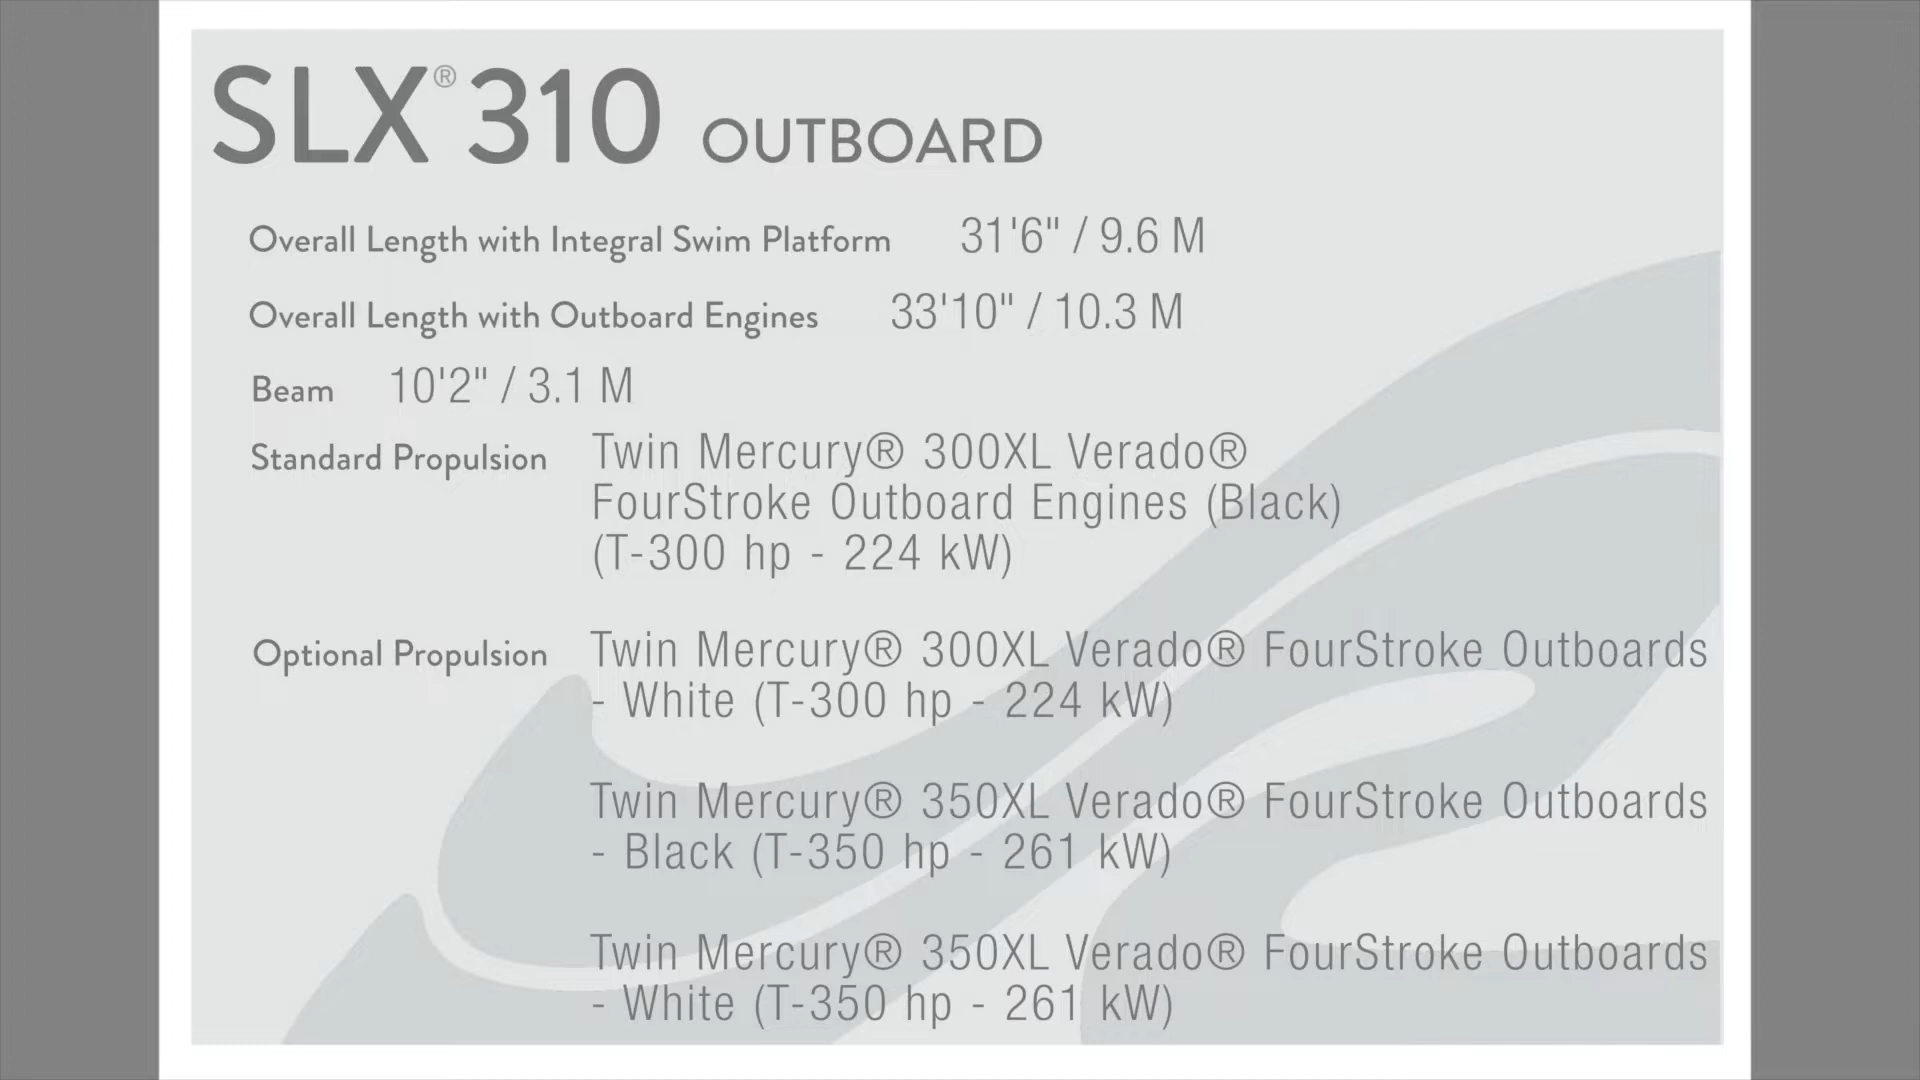 SLX® 310 OUTBOARD
Overall Length with Integral Swim Platform 31'6" / 9.6 M
Overall Length with Outboard Engines 33'10" / 10.3 M
Beam 10'2" / 3.1 M
Standard Propulsion Twin Mercury® 300XL Verado®
FourStroke Outboard Engines (Black)
(T-300 hp - 224 kW)
Optional Propulsion Twin Mercury® 300XL Verado® FourStroke Outboards
- White (T-300 hp - 224 kW)
Twin Mercury® 350XL Verado® FourStroke Outboards
- Black (T-350 hp - 261 kW)
Twin Mercury® 350XL Verado® FourStroke Outboards
- White (T-350 hp - 261 kW)